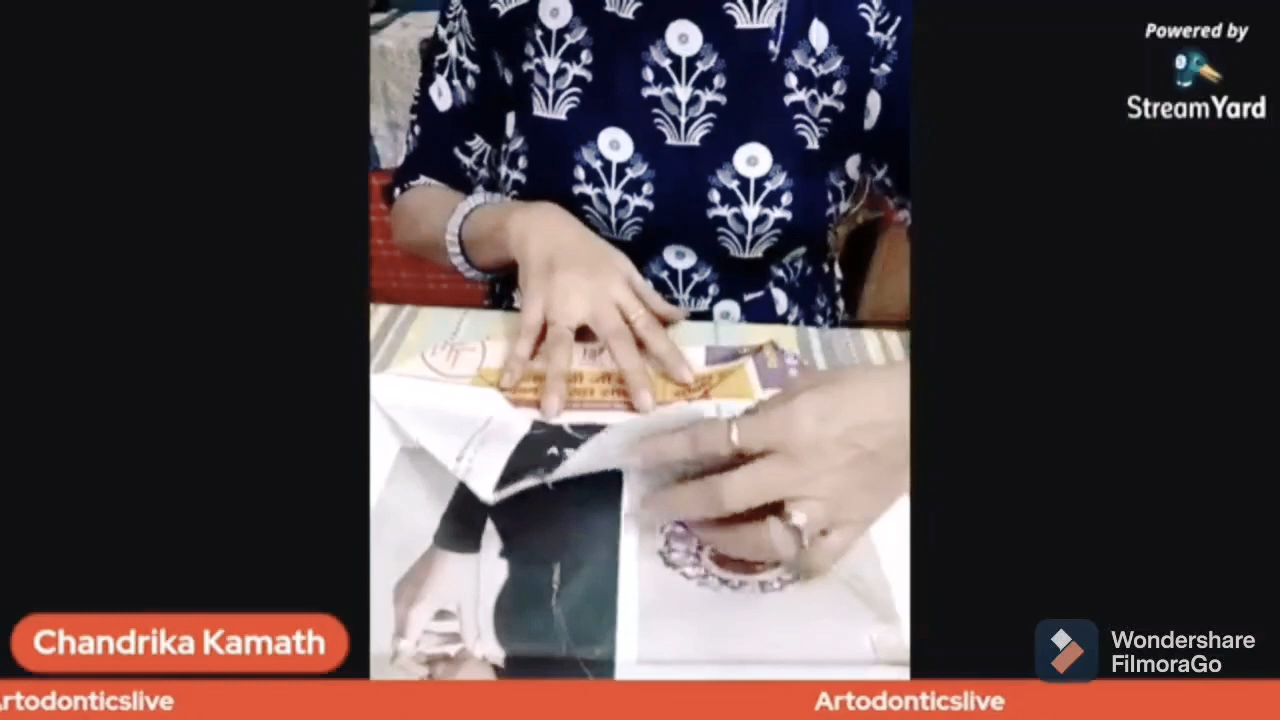 Powered by
StreamYard
Chandrika Kamath
Wondershare
FilmoraGo
rtodonticslive
Artodonticslive